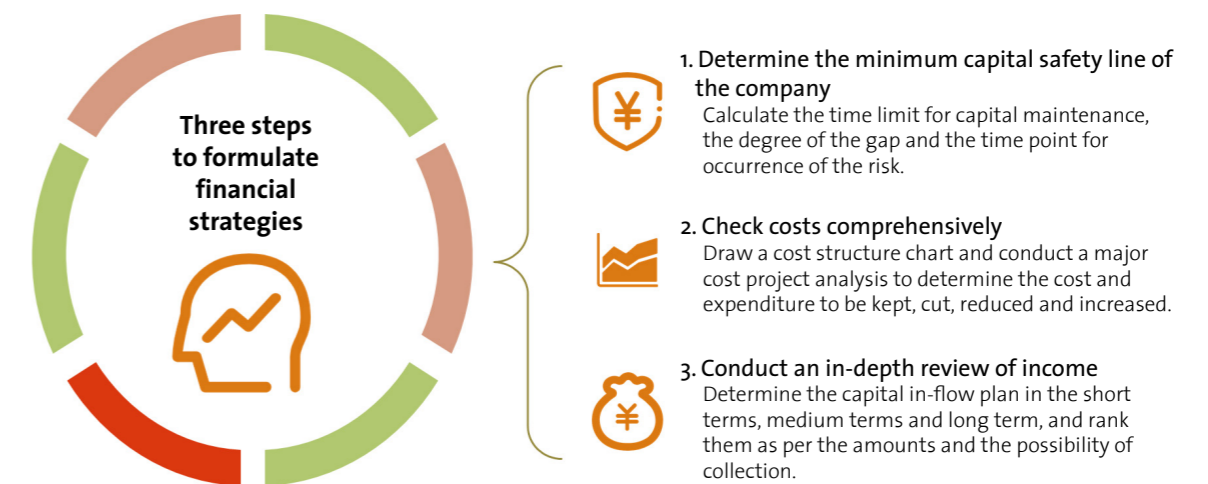 Three steps
to formulate
financial
strategies
¥
1. Determine the minimum capital safety line of
the company
Calculate the time limit for capital maintenance,
the degree of the gap and the time point for
occurrence of the risk.
2. Check costs comprehensively
Draw a cost structure chart and conduct a major
cost project analysis to determine the cost and
expenditure to be kept, cut, reduced and increased.
¥
3. Conduct an in-depth review of income
Determine the capital in-flow plan in the short
terms, medium terms and long term, and rank
them as per the amounts and the possibility of
collection.